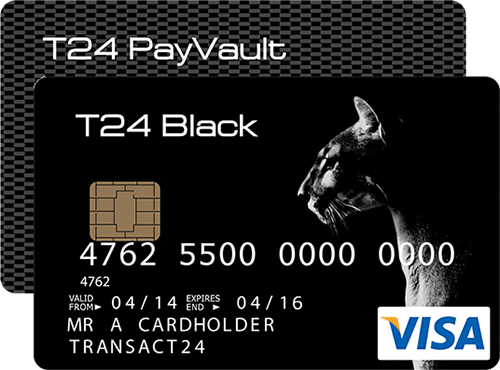 T24 PayVault
T24 Black
4762 5500 0000 0000
4762
VALID FROM▶ 04/14 EXPIRES END ▶ 04/16
MR A CARDHOLDER
TRANSACT24
VISA